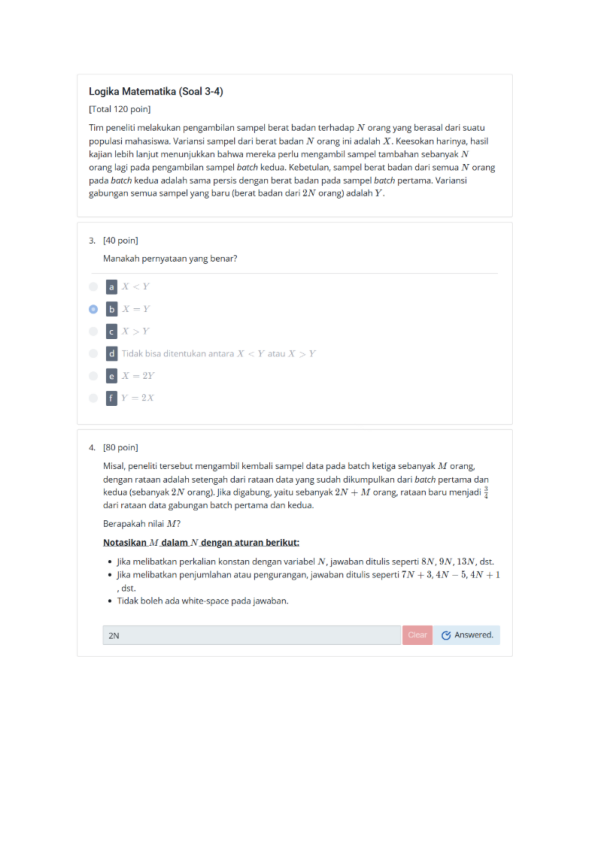 Logika Matematika (Soal 3-4)
[Total 120 poin]
Tim peneliti melakukan pengambilan sampel berat badan terhadap N orang yang berasal dari suatu
populasi mahasiswa. Variansi sampel dari berat badan N orang ini adalah X. Keesokan harinya, hasil
kajian lebih lanjut menunjukkan bahwa mereka perlu mengambil sampel tambahan sebanyak N
orang lagi pada pengambilan sampel batch kedua. Kebetulan, sampel berat badan dari semua N orang
pada batch kedua adalah sama persis dengan berat badan pada sampel batch pertama. Variansi
gabungan semua sampel yang baru (berat badan dari 2N orang) adalah Y.
3. [40 poin]
Manakah pernyataan yang benar?
a X < Y
b X = Y
c X > Y
d Tidak bisa ditentukan antara X < Y atau X > Y
e X = 2Y
f Y = 2X
4. [80 poin]
Misal, peneliti tersebut mengambil kembali sampel data pada batch ketiga sebanyak M orang,
dengan rataan adalah setengah dari rataan data yang sudah dikumpulkan dari batch pertama dan
kedua (sebanyak 2N orang). Jika digabung, yaitu sebanyak 2N + M orang, rataan baru menjadi 3/4
dari rataan data gabungan batch pertama dan kedua.
Berapakah nilai M?
Notasikan M dalam N dengan aturan berikut:
• Jika melibatkan perkalian konstan dengan variabel N, jawaban ditulis seperti 8N, 9N, 13N, dst.
• Jika melibatkan penjumlahan atau pengurangan, jawaban ditulis seperti 7N + 3, 4N − 5, 4N + 1
, dst.
• Tidak boleh ada white-space pada jawaban.
2N Clear Answered.